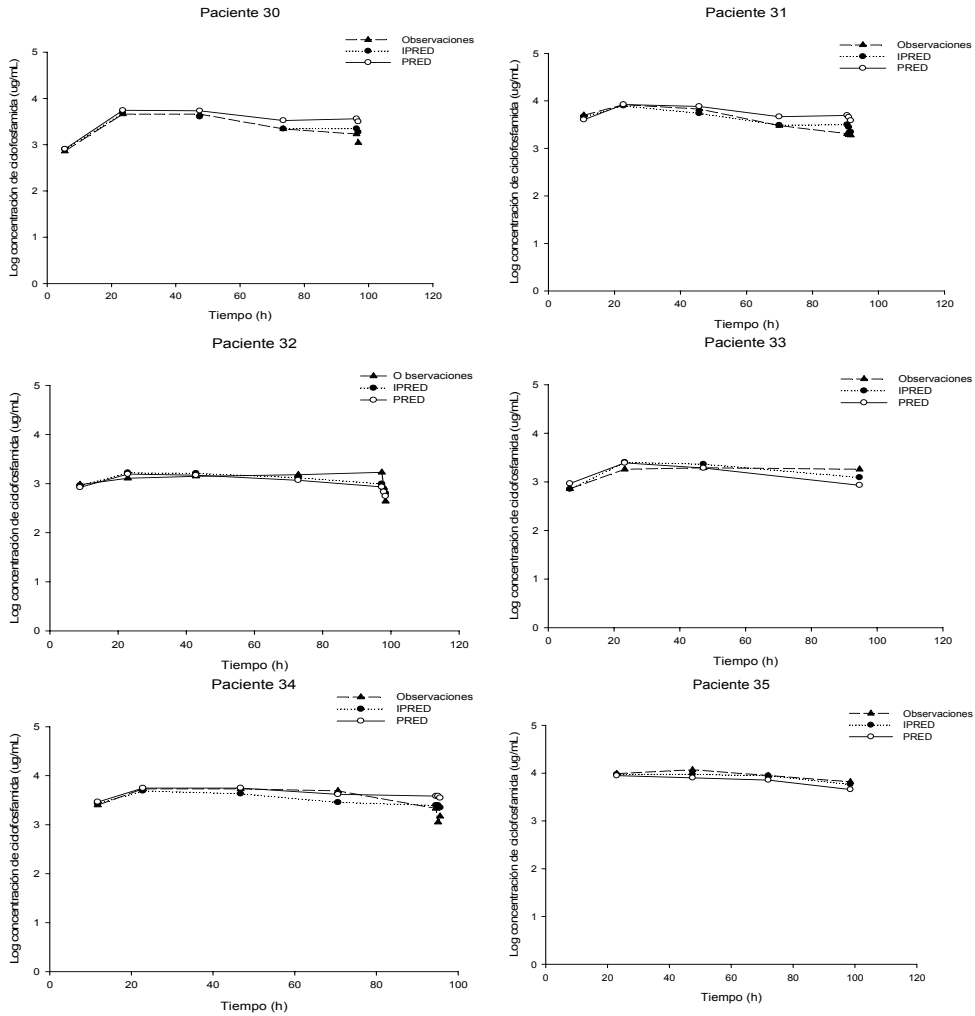 Paciente 30
Observaciones
IPRED
PRED
Log concentración de ciclofosfamida (ug/mL)
5
4
3
2
1
0
0 20 40 60 80 100 120
Tiempo (h)
Paciente 31
Observaciones
IPRED
PRED
Log concentración de ciclofosfamida (ug/mL)
5
4
3
2
1
0
0 20 40 60 80 100 120
Tiempo (h)
Paciente 32
O bservaciones
IPRED
PRED
Log concentración de ciclofosfamida (ug/mL)
5
4
3
2
1
0
0 20 40 60 80 100 120
Tiempo (h)
Paciente 33
Observaciones
IPRED
PRED
Log concentración de ciclofosfamida (ug/mL)
5
4
3
2
1
0
0 20 40 60 80 100 120
Tiempo (h)
Paciente 34
Observaciones
IPRED
PRED
Log concentración de ciclofosfamida (ug/mL)
5
4
3
2
1
0
0 20 40 60 80 100
Tiempo (h)
Paciente 35
Observaciones
IPRED
PRED
Log concentración de ciclofosfamida (ug/mL)
5
4
3
2
1
0
0 20 40 60 80 100 120
Tiempo (h)